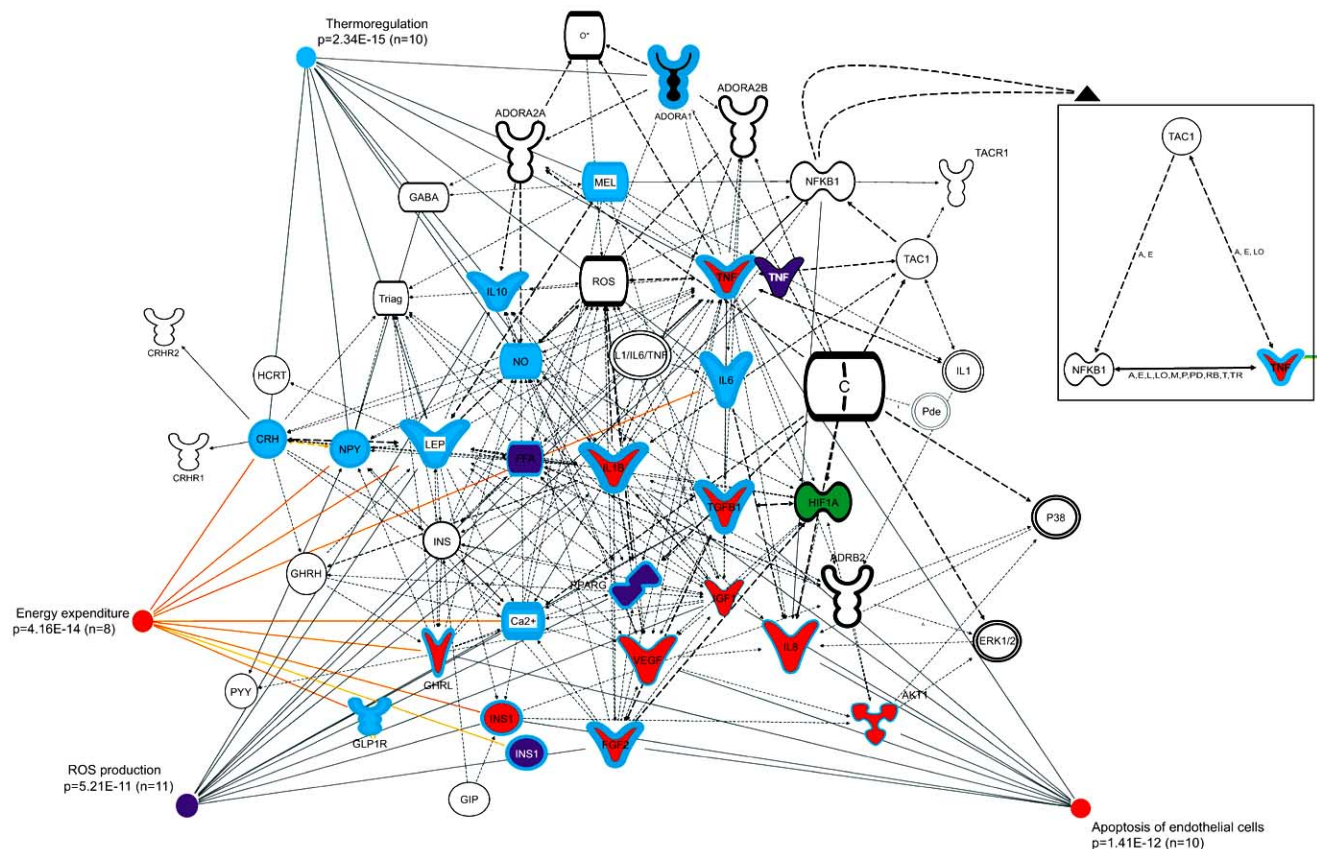 Thermoregulation
p=2.34E-15 (n=10)
O*
ADORA1
ADORA2B
ADORA2A
TACR1
GABA
MEL
NFKB1
TAC1
TAC1
A, E
A, E, LO
NFKB1
A,E,L,LO,M,P,PD,RB,T,TR
TNF
Triag
IL10
ROS
TNF
TNF
TAC1
CRHR2
HCRT
NO
L1/IL6/TNF
IL6
C
IL1
Pde
CRH
NPY
LEP
FFA
IL1B
CRHR1
TGFB1
HIF1A
P38
INS
GHRH
PPARG
IGF1
ADRB2
Energy expenditure
p=4.16E-14 (n=8)
Ca2+
VEGF
IL8
ERK1/2
GHRL
PYY
GLP1R
INS1
INS1
FGF2
AKT1
ROS production
p=5.21E-11 (n=11)
GIP
Apoptosis of endothelial cells
p=1.41E-12 (n=10)